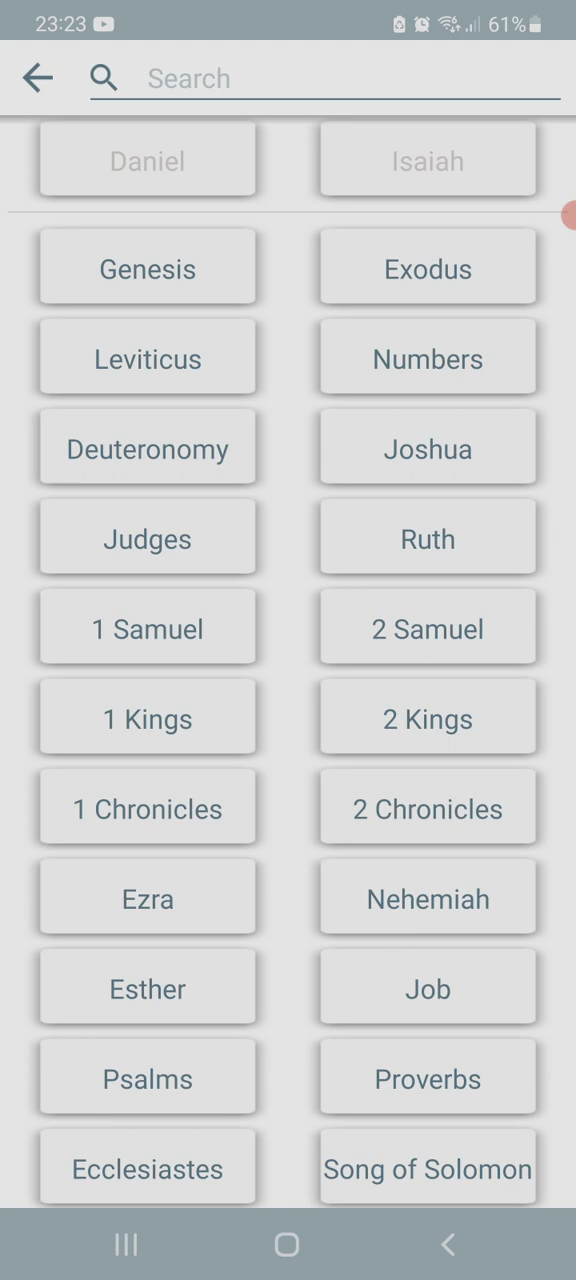 23:23 61%
Search
Daniel Isaiah
Genesis Exodus
Leviticus Numbers
Deuteronomy Joshua
Judges Ruth
1 Samuel 2 Samuel
1 Kings 2 Kings
1 Chronicles 2 Chronicles
Ezra Nehemiah
Esther Job
Psalms Proverbs
Ecclesiastes Song of Solomon